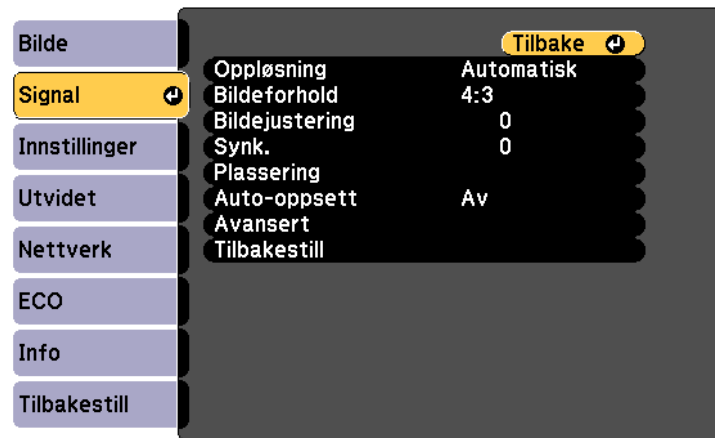 Bilde
Signal
Innstillinger
Utvidet
Nettverk
ECO
Info
Tilbakestill
Tilbake
Oppløsning Automatisk
Bildeforhold 4:3
Bildejustering 0
Synk. 0
Plassering
Auto-oppsett Av
Avansert
Tilbakestill